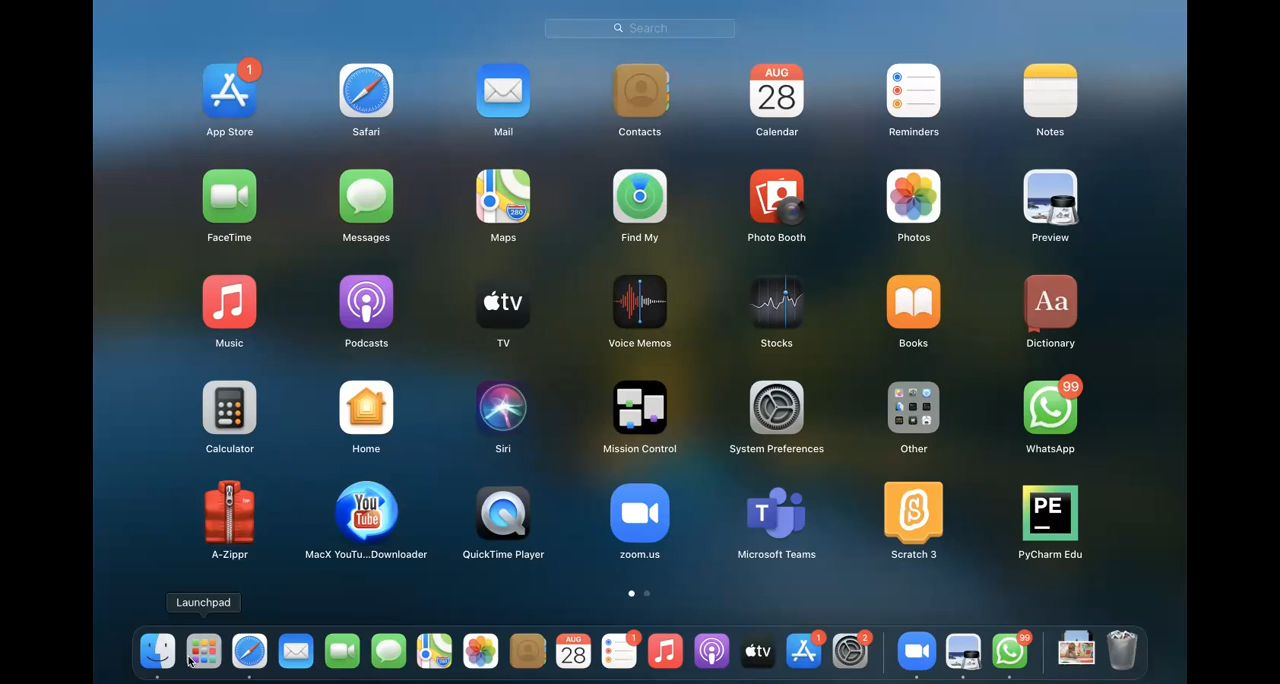 Search
1
AUG
28
App Store
Safari
Mail
Contacts
Calendar
Reminders
Notes
280
FaceTime
Messages
Maps
Find My
Photo Booth
Photos
Preview
tv
Aa
Music
Podcasts
TV
Voice Memos
Stocks
Books
Dictionary
99
Calculator
Home
Siri
Mission Control
System Preferences
Other
WhatsApp
You
Tube
T
S
PE
A-Zippr
MacX YouTu...Downloader
QuickTime Player
zoom.us
Microsoft Teams
Scratch 3
PyCharm Edu
Launchpad
AUG
28
1
tv
1
2
99